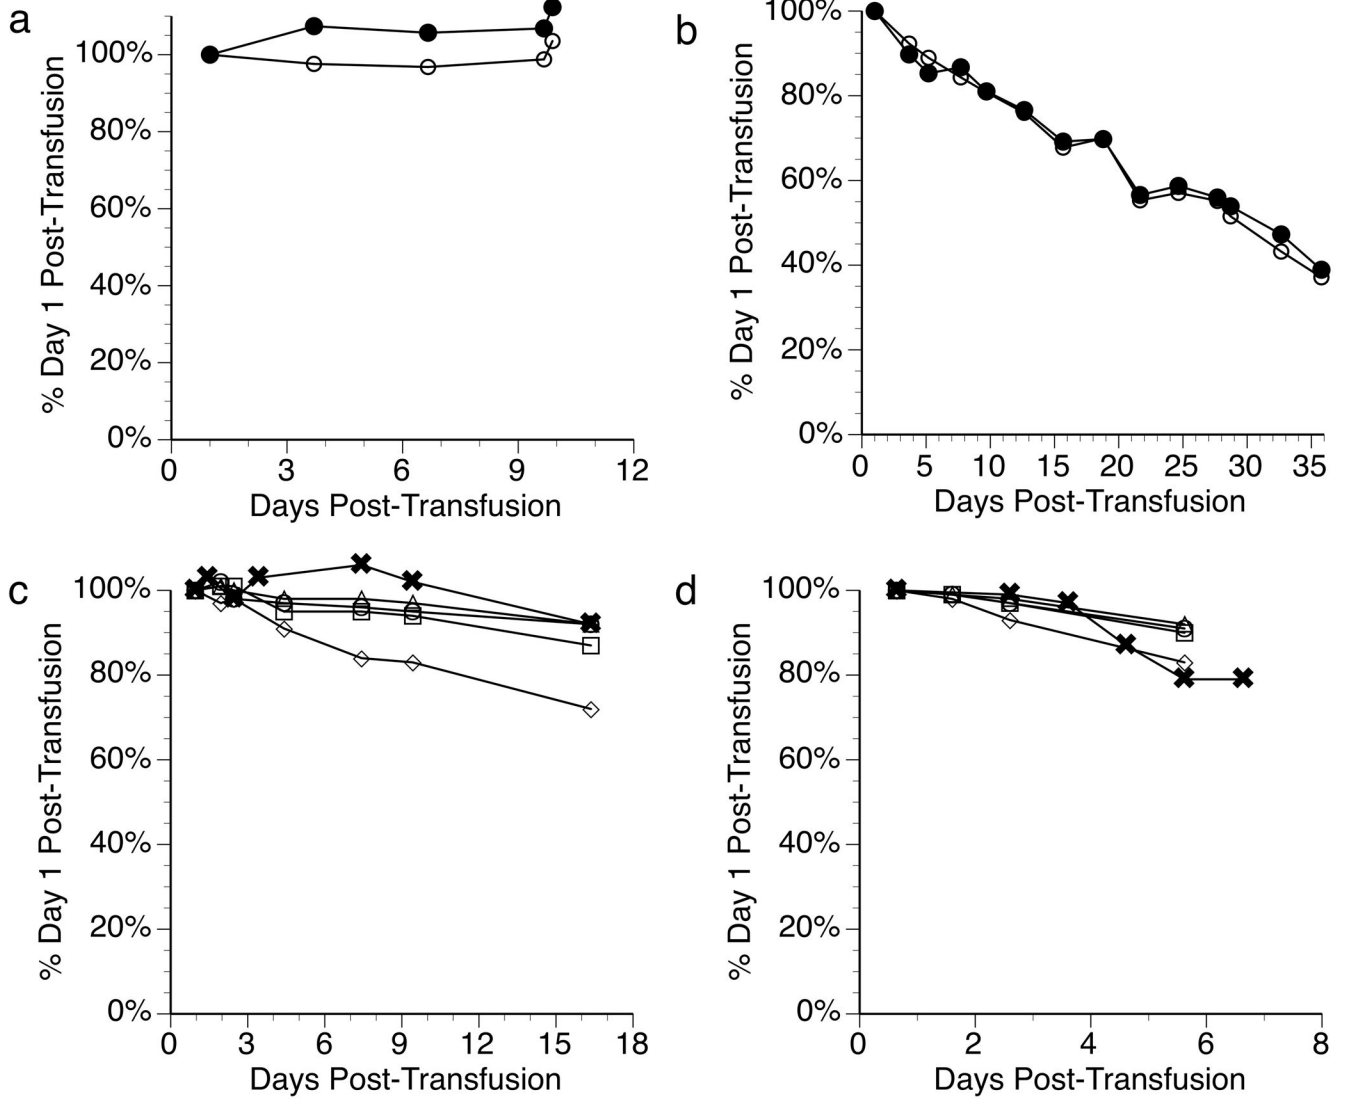 a
100%
80%
60%
40%
20%
0%
0 3 6 9 12
Days Post-Transfusion
% Day 1 Post-Transfusion
b
100%
80%
60%
40%
20%
0%
0 5 10 15 20 25 30 35
Days Post-Transfusion
% Day 1 Post-Transfusion
c
100%
80%
60%
40%
20%
0%
0 3 6 9 12 15 18
Days Post-Transfusion
% Day 1 Post-Transfusion
d
100%
80%
60%
40%
20%
0%
0 2 4 6 8
Days Post-Transfusion
% Day 1 Post-Transfusion